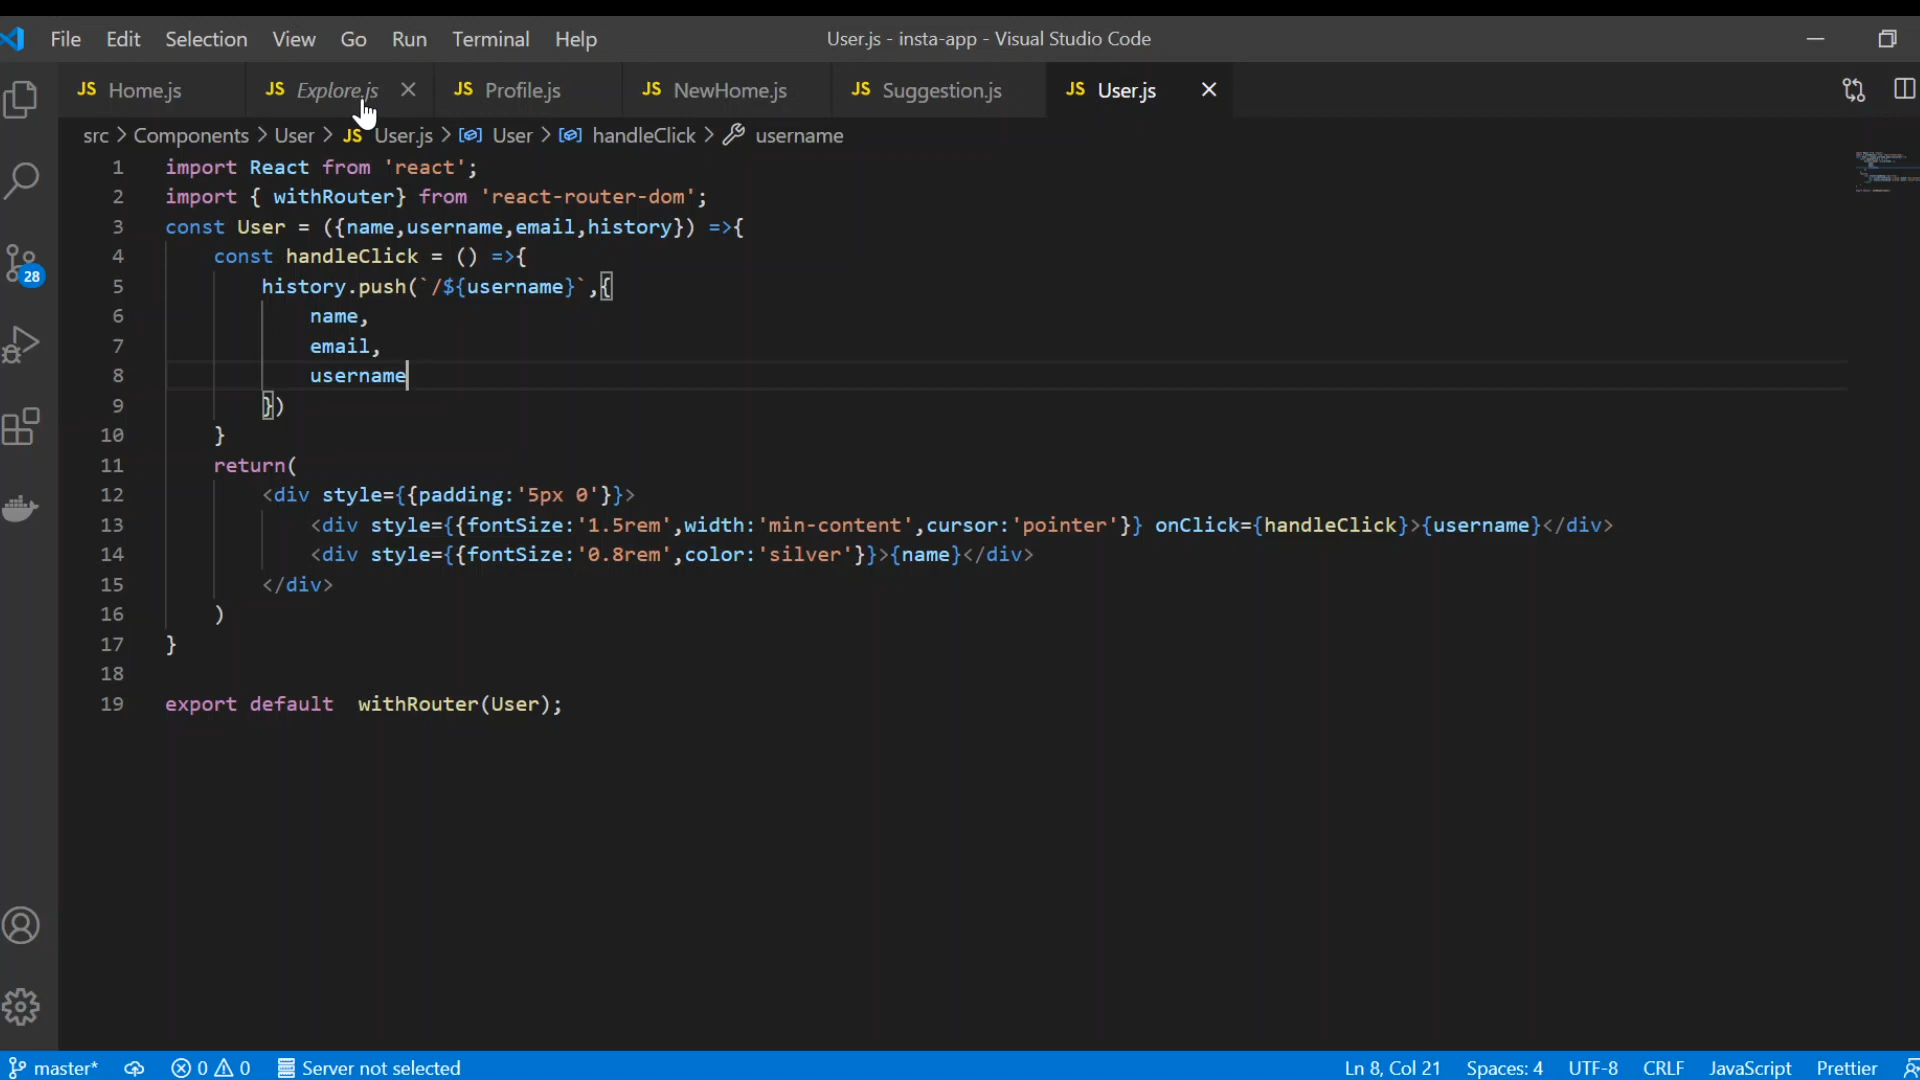 File Edit Selection View Go Run Terminal Help User.js - insta-app - Visual Studio Code
JS Home.js JS Explore.js JS Profile.js JS NewHome.js JS Suggestion.js JS User.js
src > Components > User > JS User.js > User > handleClick > username
1 import React from 'react';
2 import { withRouter} from 'react-router-dom';
3 const User = ({name,username,email,history}) =>{
4 const handleClick = () =>{
5 history.push(`/${username}`,{
6 name,
7 email,
8 username
9 })
10 }
11 return(
12 <div style={{padding:'5px 0'}}>
13 <div style={{fontSize:'1.5rem',width:'min-content',cursor:'pointer'}} onClick={handleClick}>{username}</div>
14 <div style={{fontSize:'0.8rem',color:'silver'}}>{name}</div>
15 </div>
16 )
17 }
18
19 export default  withRouter(User);
28
master* 0 0 Server not selected Ln 8, Col 21 Spaces: 4 UTF-8 CRLF JavaScript Prettier